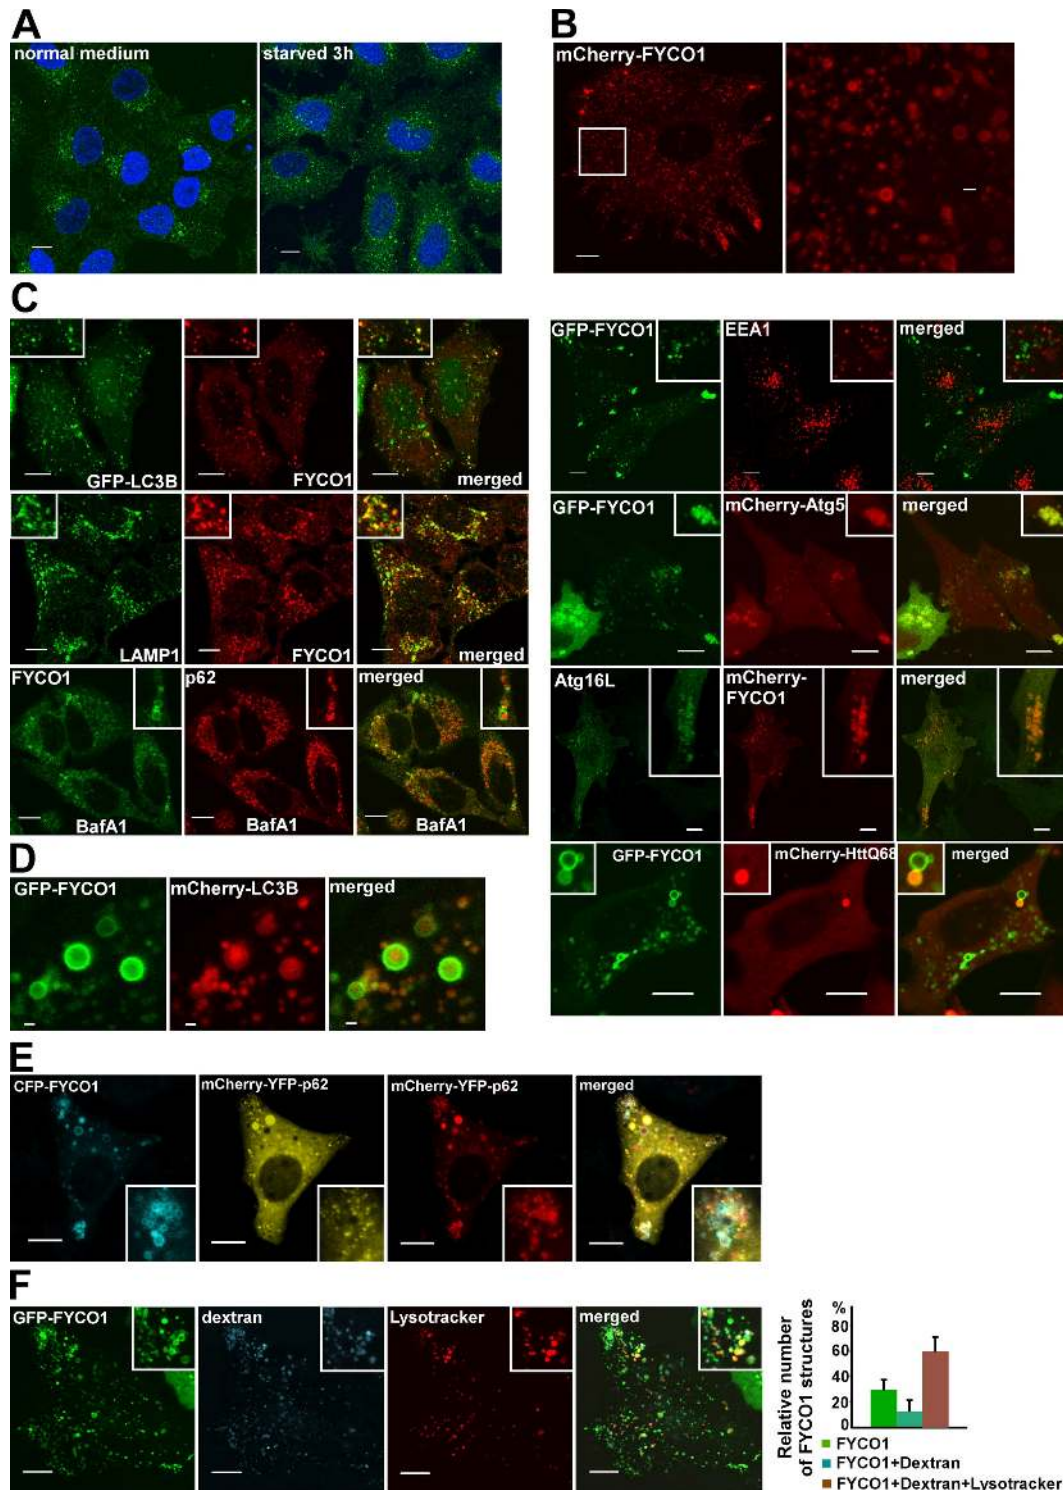 A
normal medium
starved 3h
B
mCherry-FYCO1
C
GFP-LC3B
FYCO1
merged
LAMP1
FYCO1
merged
FYCO1
p62
merged
BafA1
BafA1
BafA1
GFP-FYCO1
EEA1
merged
GFP-FYCO1
mCherry-Atg5
merged
Atg16L
mCherry-
FYCO1
merged
GFP-FYCO1
mCherry-HttQ68
merged
D
GFP-FYCO1
mCherry-LC3B
merged
E
CFP-FYCO1
mCherry-YFP-p62
mCherry-YFP-p62
merged
F
GFP-FYCO1
dextran
Lysotracker
merged
Relative number
of FYCO1 structures
%
80
60
40
20
0
FYCO1
FYCO1+Dextran
FYCO1+Dextran+Lysotracker